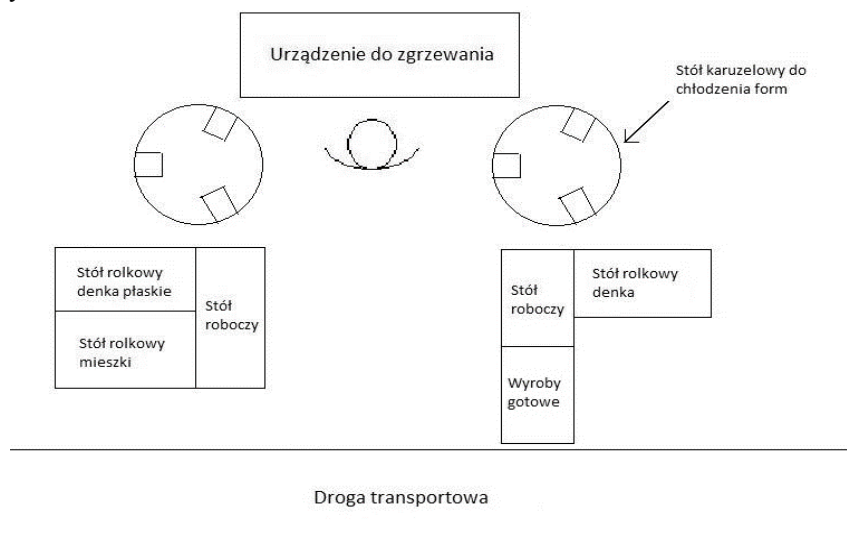 Urządzenie do zgrzewania
Stół karuzelowy do
chłodzenia form
Stół rolkowy
denka płaskie
Stół
roboczy
Stół rolkowy
mieszki
Stół
roboczy
Stół rolkowy
denka
Wyroby
gotowe
Droga transportowa